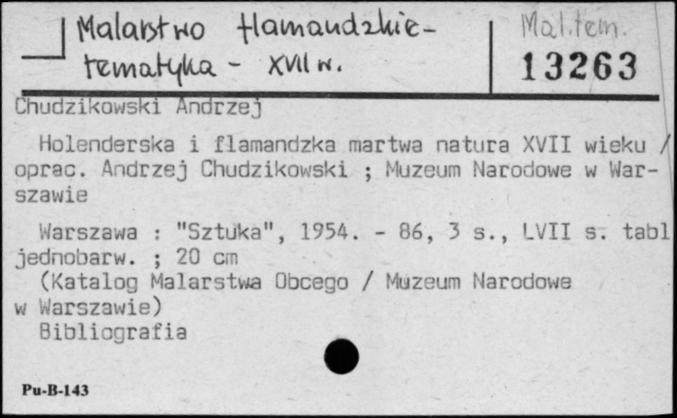 Malarstwo flamandzkie-
tematyka - XVII w.
Mal.tem.
13263
Chudzikowski Andrzej
Holenderska i flamandzka martwa natura XVII wieku /
oprac. Andrzej Chudzikowski ; Muzeum Narodowe w War-
szawie
Warszawa : "Sztuka", 1954. - 86, 3 s., LVII s. tabl
jednobarw. ; 20 cm
(Katalog Malarstwa Obcego / Muzeum Narodowe
w Warszawie)
Bibliografia
Pu-B-143